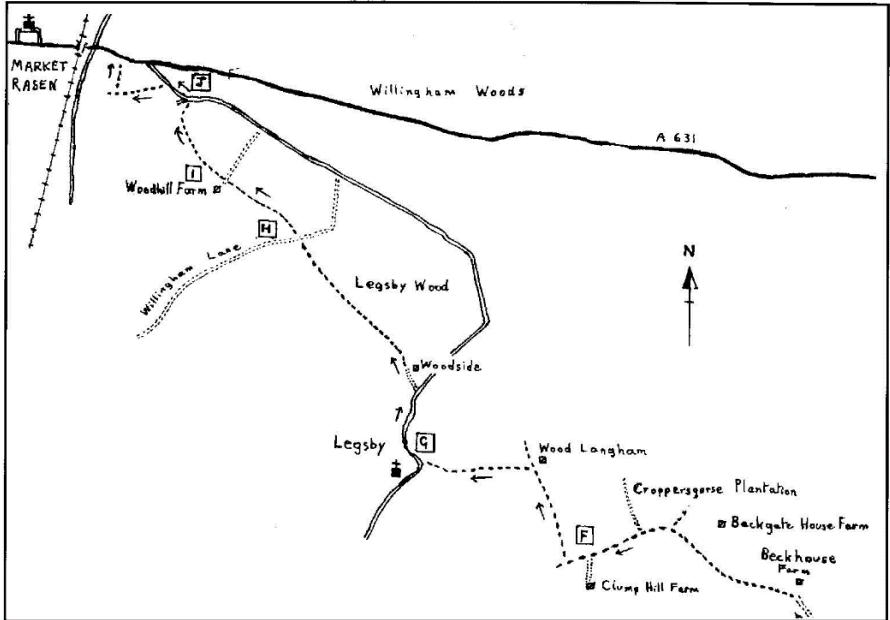 MARKET
RASEN
J
Willingham Woods
A 631
I
Woodhill Farm
H
Willingham Lane
N
Legsby Wood
Woodside
Legsby
G
Wood Langham
Croppersgorse Plantation
Backgate House Farm
F
Beckhouse
Farm
Clump Hill Farm